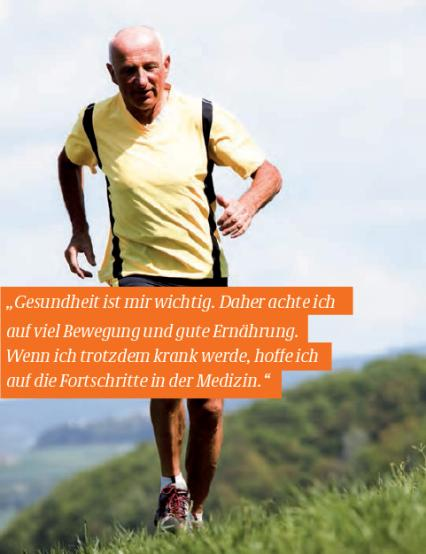 „Gesundheit ist mir wichtig. Daher achte ich
auf viel Bewegung und gute Ernährung.
Wenn ich trotzdem krank werde, hoffe ich
auf die Fortschritte in der Medizin.“